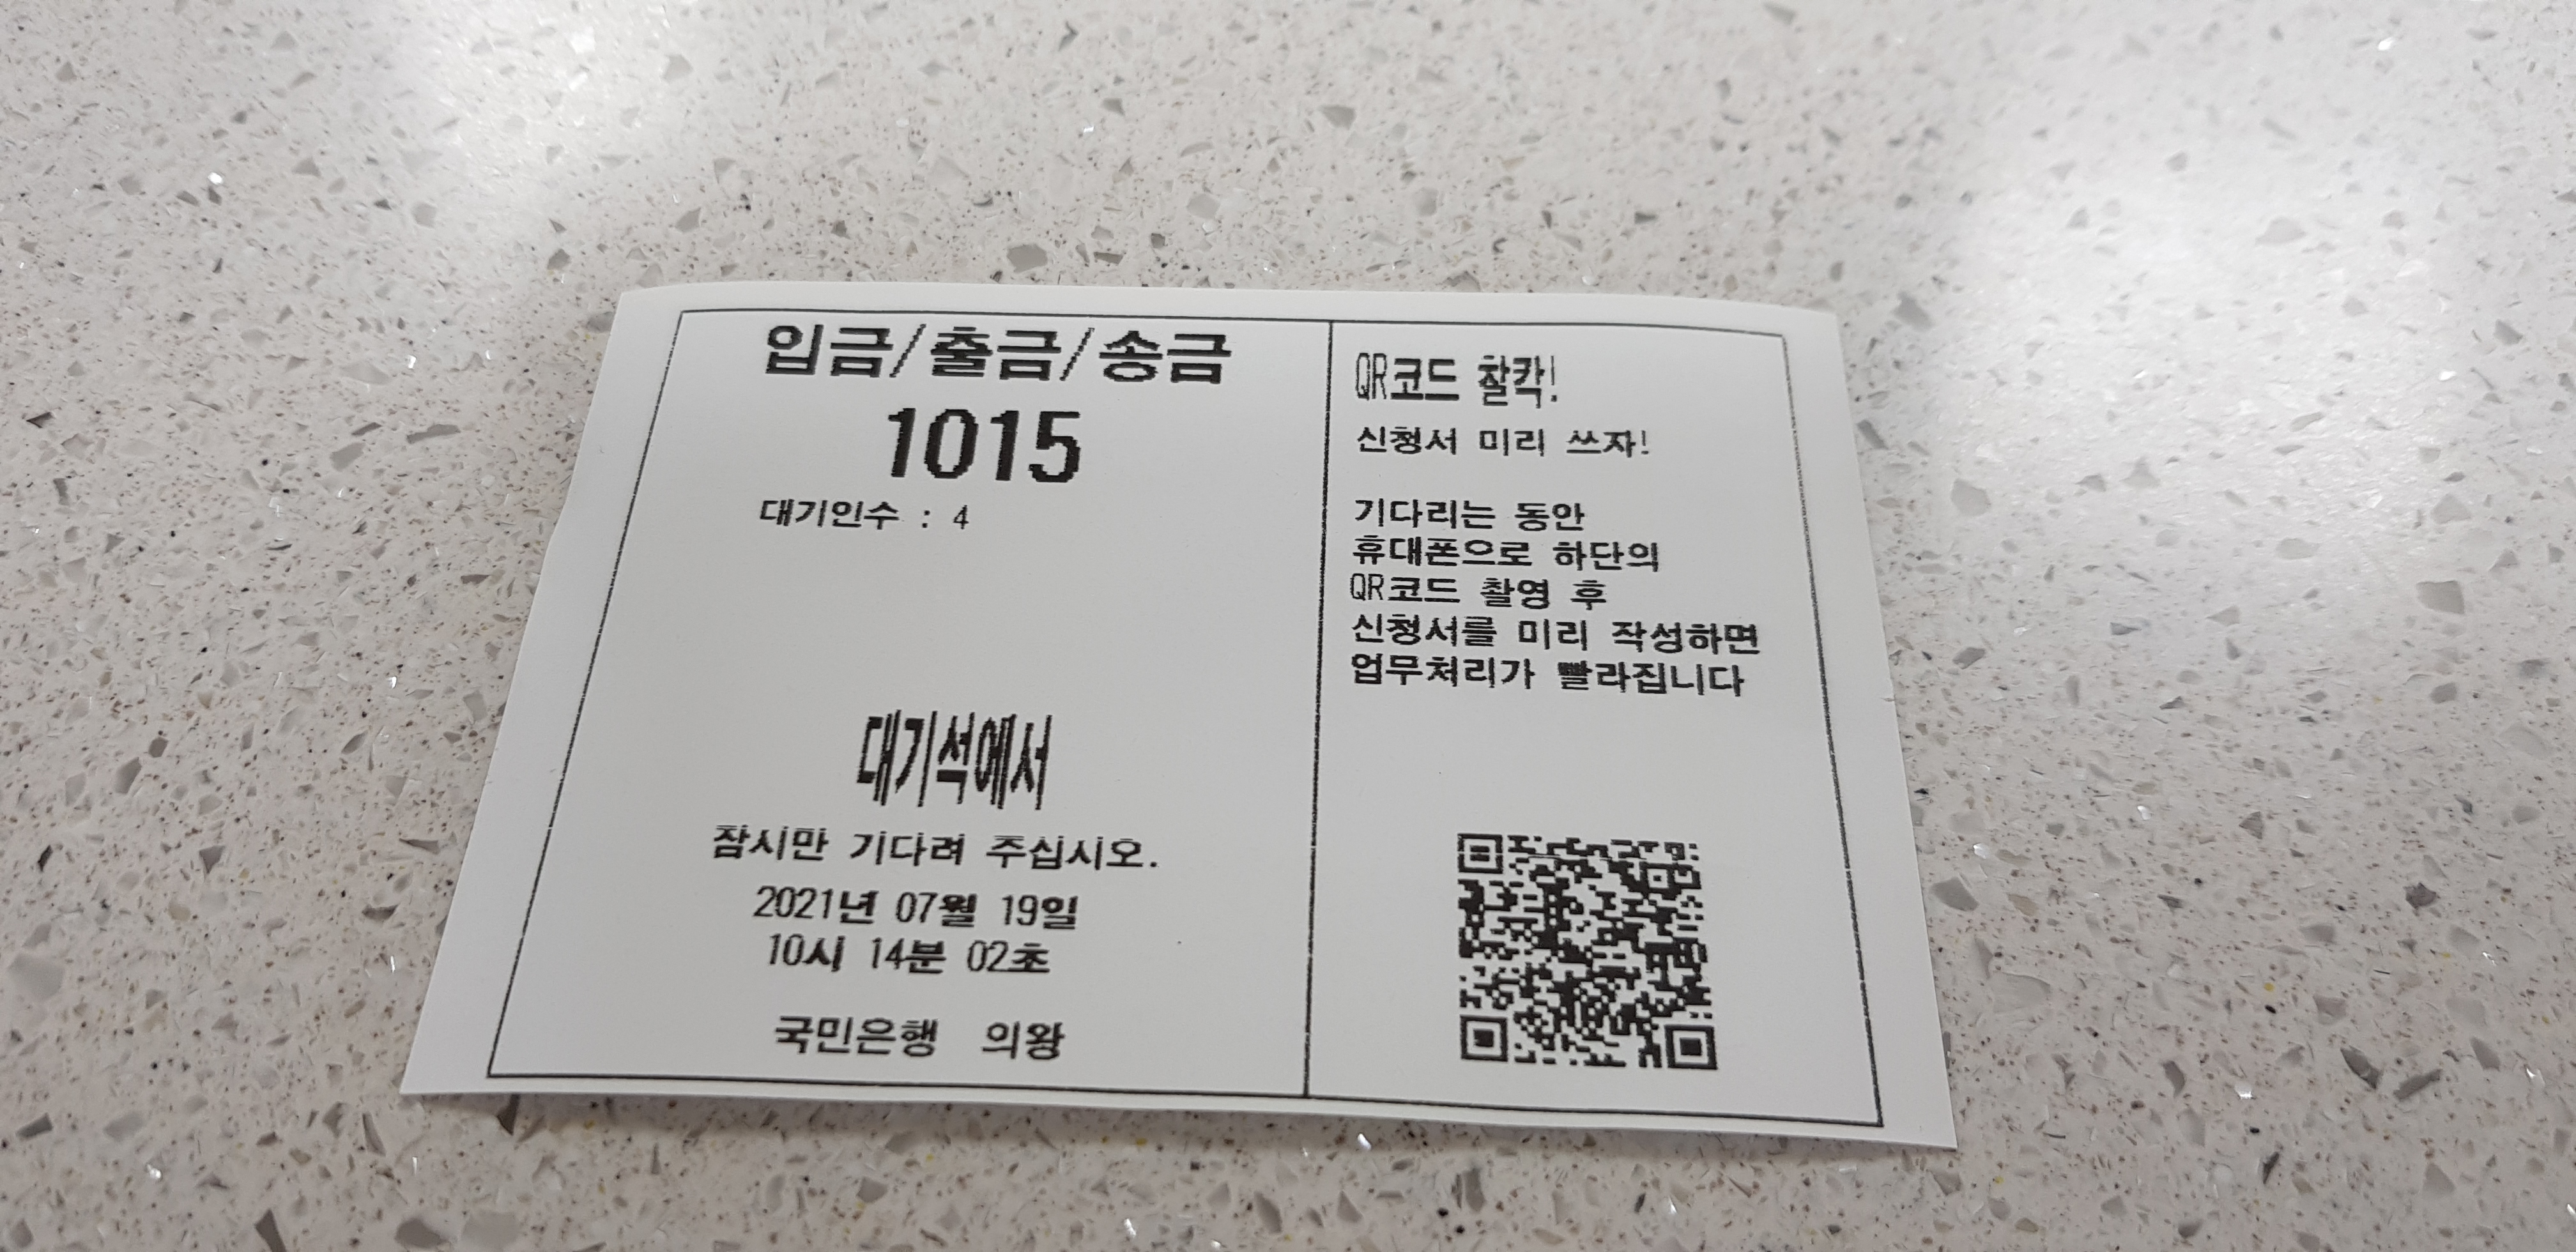 입금/출금/송금
1015
대기인수 : 4
대기석에서
잠시만 기다려 주십시오.
2021년 07월 19일
10시 14분 02초
국민은행 의왕
QR코드 찰칵!
신청서 미리 쓰자!
기다리는 동안
휴대폰으로 하단의
QR코드 촬영 후
신청서를 미리 작성하면
업무처리가 빨라집니다